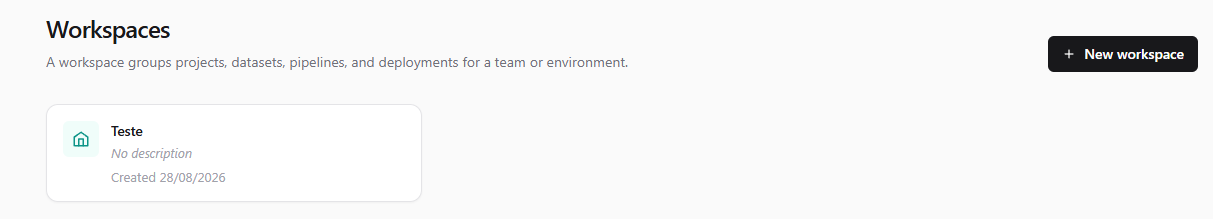 Workspaces
A workspace groups projects, datasets, pipelines, and deployments for a team or environment.
+ New workspace
Teste
No description
Created 28/08/2026